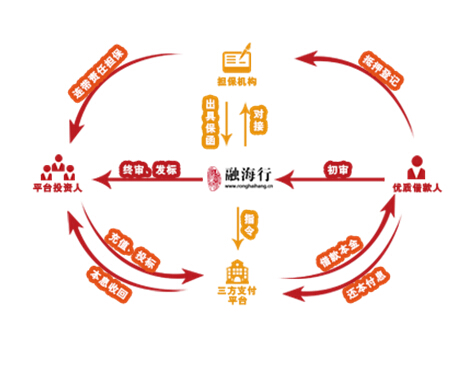 连带责任担保
担保机构
抵押登记
出具保函
对接
终审、发标
融海行
www.ronghaihang.cn
初审
平台投资人
优质借款人
指令
充值、投标
本息收回
三方支付
平台
借款本金
还本付息